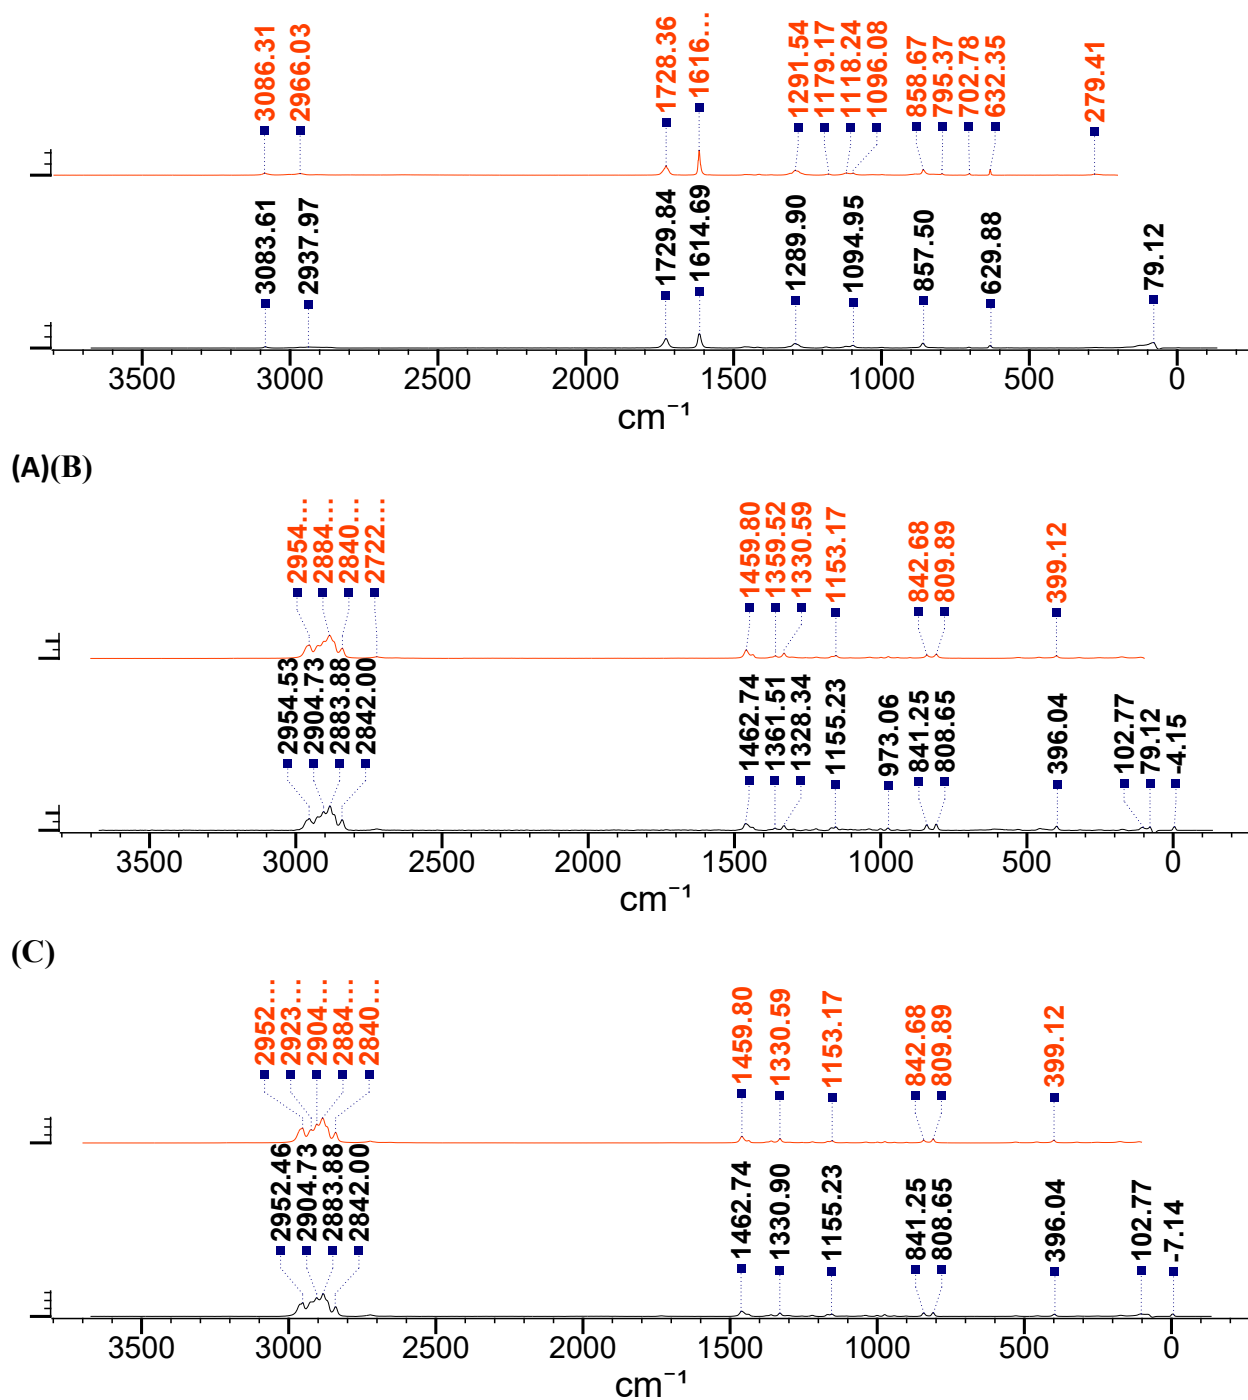 3086.31 2966.03 1728.36 1616... 1291.54 1179.17 1118.24 1096.08 858.67 795.37 702.78 632.35 279.41
3083.61 2937.97 1729.84 1614.69 1289.90 1094.95 857.50 629.88 79.12
3500 3000 2500 2000 1500 1000 500 0
cm⁻¹
(A)(B)
2954... 2884... 2840... 2722... 1459.80 1359.52 1330.59 1153.17 842.68 809.89 399.12
2954.53 2904.73 2883.88 2842.00 1462.74 1361.51 1328.34 1155.23 973.06 841.25 808.65 396.04 102.77 79.12 -4.15
3500 3000 2500 2000 1500 1000 500 0
cm⁻¹
(C)
2952... 2923... 2904... 2884... 2840... 1459.80 1330.59 1153.17 842.68 809.89 399.12
2952.46 2904.73 2883.88 2842.00 1462.74 1330.90 1155.23 841.25 808.65 396.04 102.77 -7.14
3500 3000 2500 2000 1500 1000 500 0
cm⁻¹